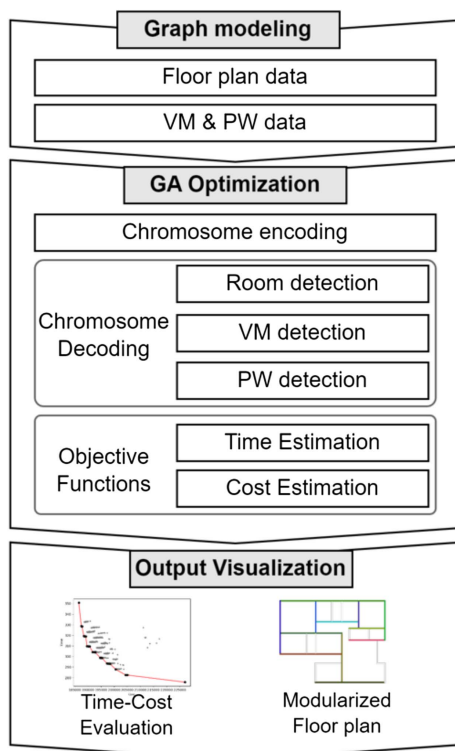 Graph modeling
Floor plan data
VM & PW data
GA Optimization
Chromosome encoding
Chromosome
Decoding
Room detection
VM detection
PW detection
Objective
Functions
Time Estimation
Cost Estimation
Output Visualization
Time-Cost
Evaluation
Modularized
Floor plan